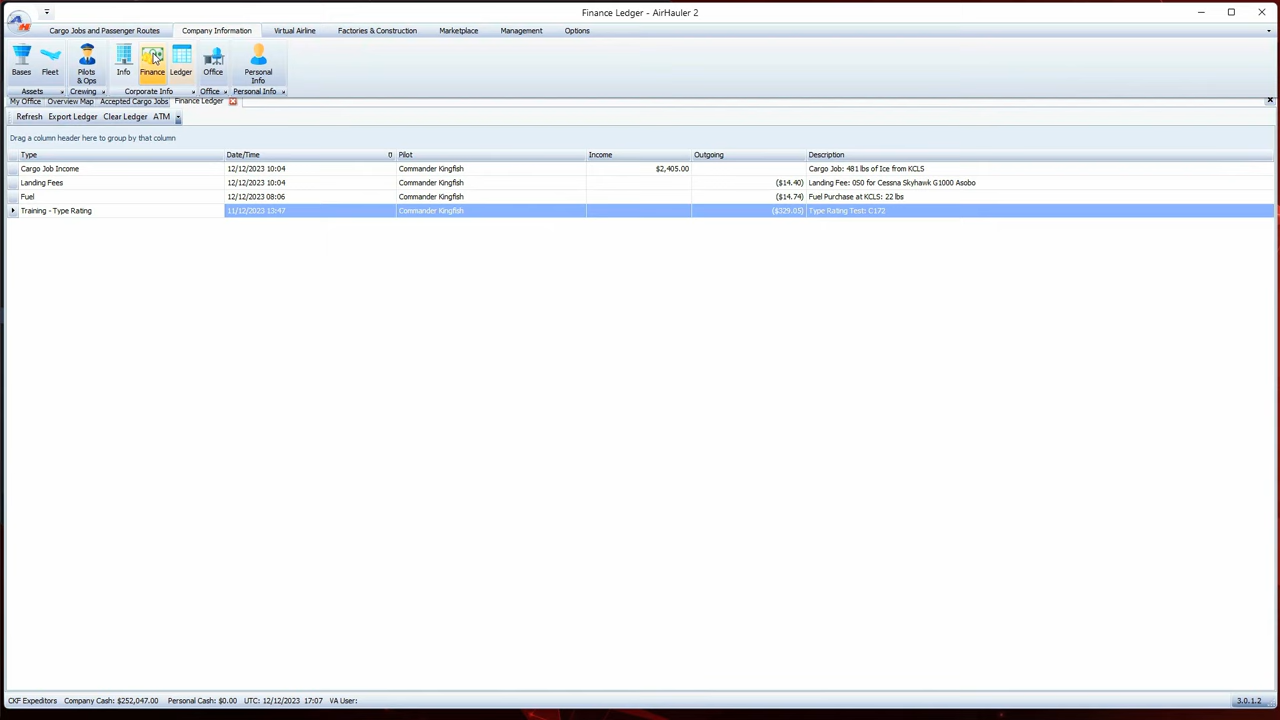 Finance Ledger - AirHauler 2
Cargo Jobs and Passenger Routes Company Information Virtual Airline Factories & Construction Marketplace Management Options
Bases Fleet Pilots & Ops Info Finance Ledger Office Personal Info
Assets Crewing Corporate Info Office Personal Info
My Office Overview Map Accepted Cargo Jobs Finance Ledger
Refresh Export Ledger Clear Ledger ATM
Drag a column header here to group by that column
Type Date/Time Pilot Income Outgoing Description
Cargo Job Income 12/12/2023 10:04 Commander Kingfish $2,405.00 Cargo Job: 481 lbs of Ice from KCLS
Landing Fees 12/12/2023 10:04 Commander Kingfish ($14.40) Landing Fee: 050 for Cessna Skyhawk G1000 Asobo
Fuel 12/12/2023 08:06 Commander Kingfish ($14.74) Fuel Purchase at KCLS: 22 lbs
Training - Type Rating 11/12/2023 13:47 Commander Kingfish ($329.05) Type Rating Test: C172
CKF Expeditors Company Cash: $252,047.00 Personal Cash: $0.00 UTC: 12/12/2023 17:07 VA User: 3.0.1.2